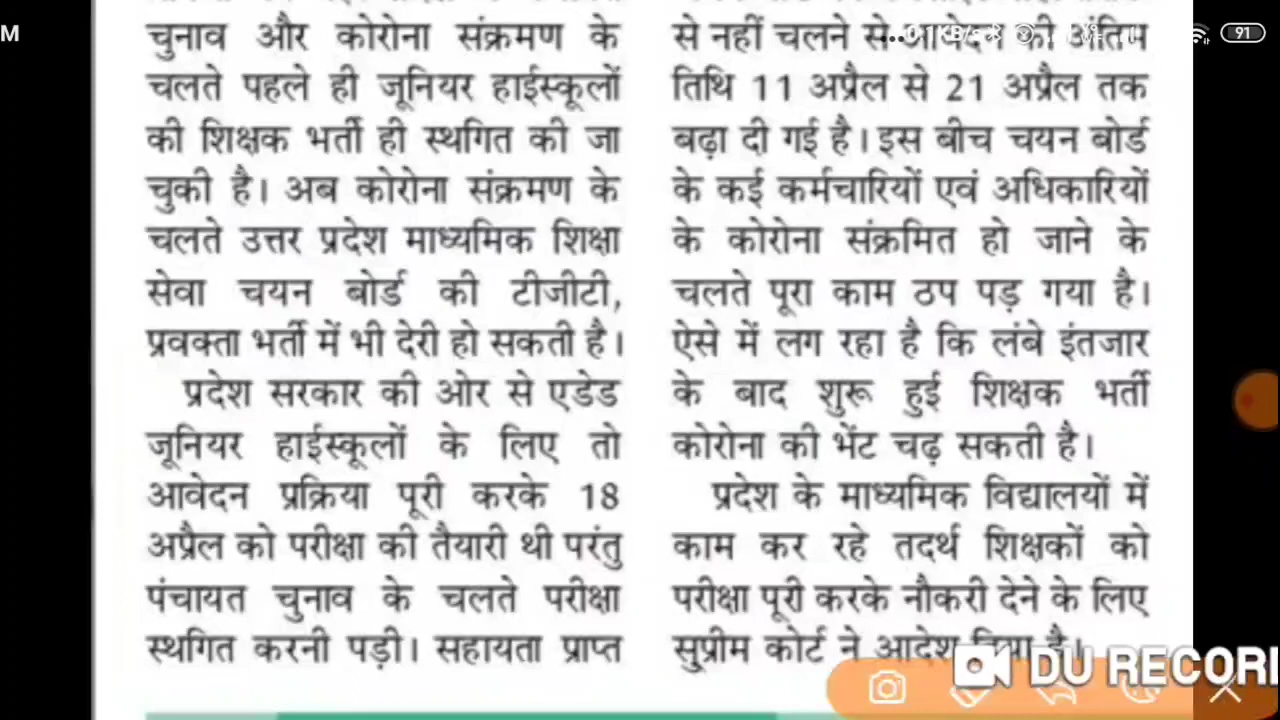 M
0.1KB/s
91
चुनाव और कोरोना संक्रमण के
चलते पहले ही जूनियर हाईस्कूलों
की शिक्षक भर्ती ही स्थगित की जा
चुकी है। अब कोरोना संक्रमण के
चलते उत्तर प्रदेश माध्यमिक शिक्षा
सेवा चयन बोर्ड की टीजीटी,
प्रवक्ता भर्ती में भी देरी हो सकती है।
प्रदेश सरकार की ओर से एडेड
जूनियर हाईस्कूलों के लिए तो
आवेदन प्रक्रिया पूरी करके 18
अप्रैल को परीक्षा की तैयारी थी परंतु
पंचायत चुनाव के चलते परीक्षा
स्थगित करनी पड़ी। सहायता प्राप्त
से नहीं चलने से आवेदन की अंतिम
तिथि 11 अप्रैल से 21 अप्रैल तक
बढ़ा दी गई है। इस बीच चयन बोर्ड
के कई कर्मचारियों एवं अधिकारियों
के कोरोना संक्रमित हो जाने के
चलते पूरा काम ठप पड़ गया है।
ऐसे में लग रहा है कि लंबे इंतजार
के बाद शुरू हुई शिक्षक भर्ती
कोरोना की भेंट चढ़ सकती है।
प्रदेश के माध्यमिक विद्यालयों में
काम कर रहे तदर्थ शिक्षकों को
परीक्षा पूरी करके नौकरी देने के लिए
सुप्रीम कोर्ट ने आदेश दिया है।
DU RECOR